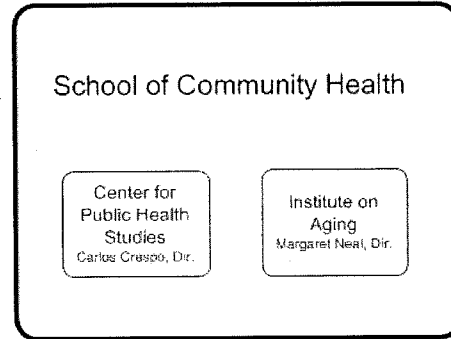 School of Community Health
Center for
Public Health
Studies
Carlos Crespo, Dir.
Institute on
Aging
Margaret Neal, Dir.